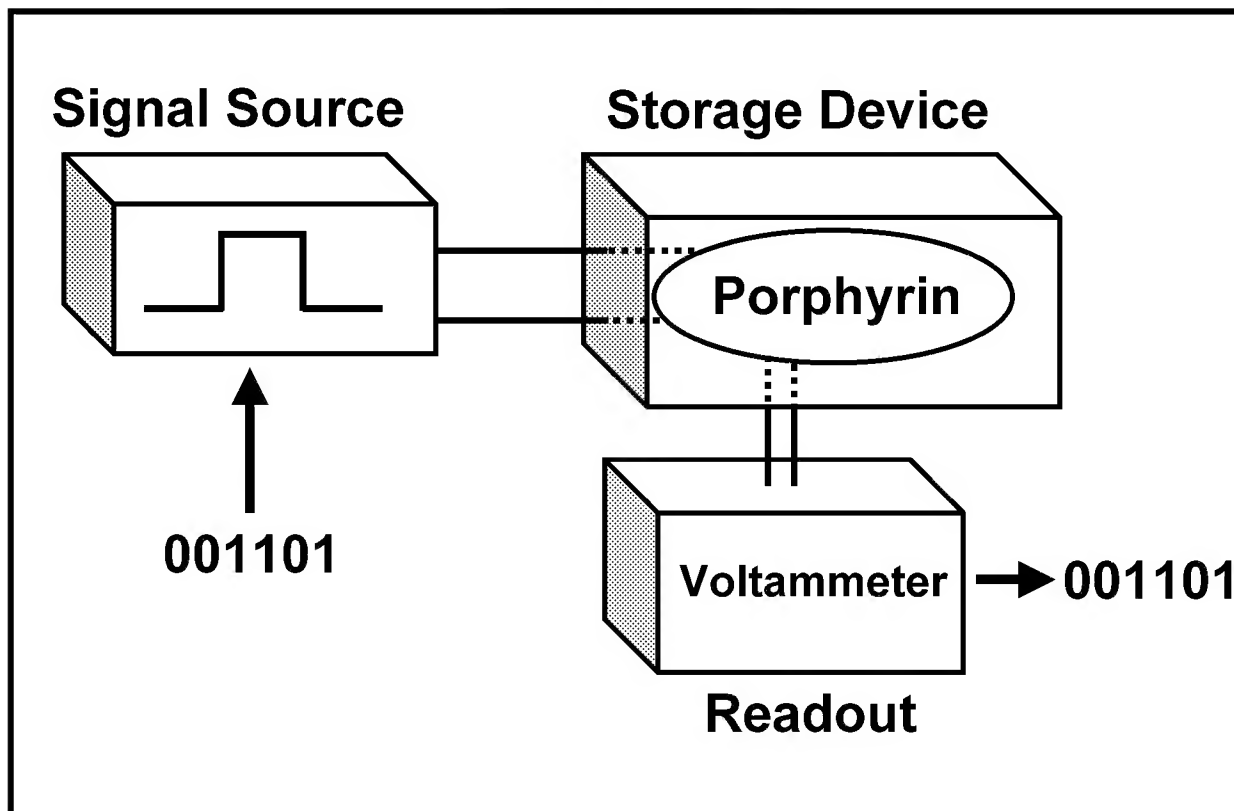 Signal Source
Storage Device
Porphyrin
001101
Voltammeter
001101
Readout